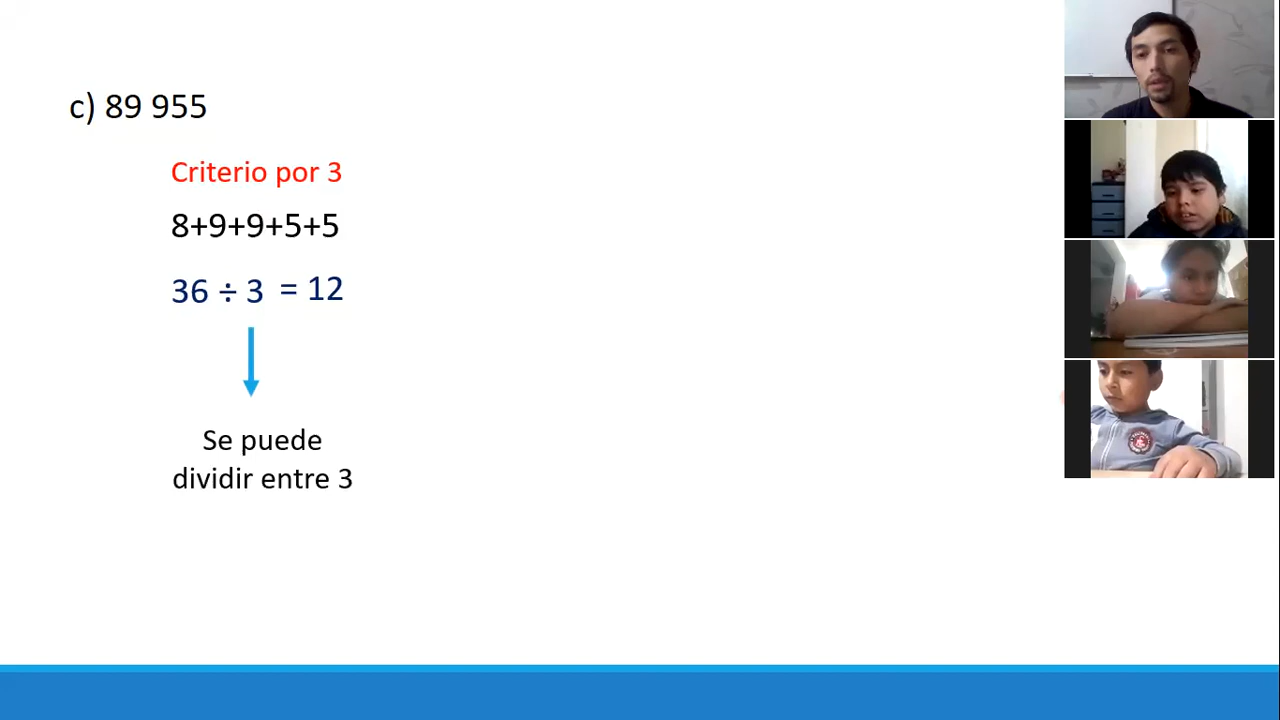 c) 89 955
Criterio por 3
8+9+9+5+5
36 ÷ 3 = 12
Se puede
dividir entre 3